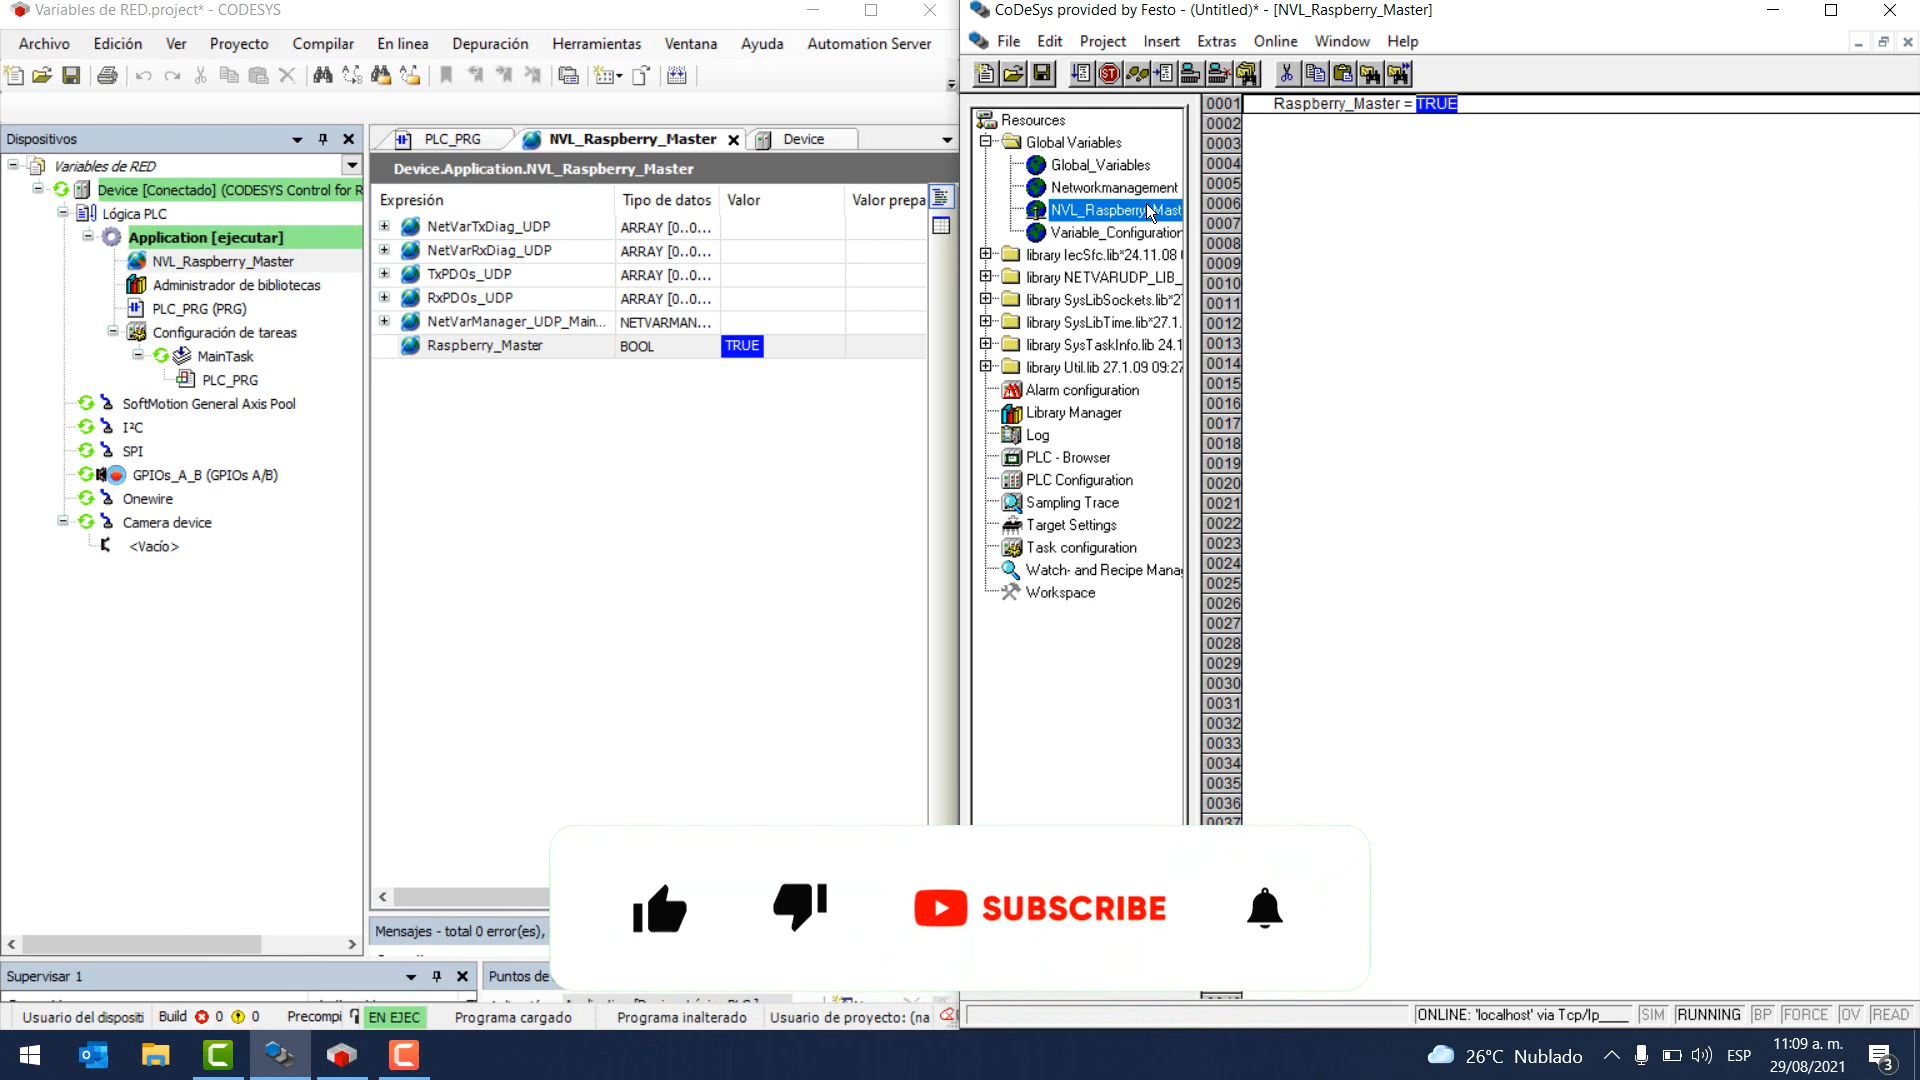 Variables de RED.project* - CODESYS
Archivo Edición Ver Proyecto Compilar En linea Depuración Herramientas Ventana Ayuda Automation Server
Dispositivos
Variables de RED
Device [Conectado] (CODESYS Control for R
Lógica PLC
Application [ejecutar]
NVL_Raspberry_Master
Administrador de bibliotecas
PLC_PRG (PRG)
Configuración de tareas
MainTask
PLC_PRG
SoftMotion General Axis Pool
I²C
SPI
GPIOs_A_B (GPIOs A/B)
Onewire
Camera device
<Vacío>
PLC_PRG NVL_Raspberry_Master Device
Device.Application.NVL_Raspberry_Master
Expresión Tipo de datos Valor Valor prepa
NetVarTxDiag_UDP ARRAY [0..0...
NetVarRxDiag_UDP ARRAY [0..0...
TxPDOs_UDP ARRAY [0..0...
RxPDOs_UDP ARRAY [0..0...
NetVarManager_UDP_Main... NETVARMAN...
Raspberry_Master BOOL TRUE
Mensajes - total 0 error(es),
Supervisar 1
Puntos de
Usuario del dispositi Build 0 0 Precompi EN EJEC Programa cargado Programa inalterado Usuario de proyecto: (na
CoDeSys provided by Festo - (Untitled)* - [NVL_Raspberry_Master]
File Edit Project Insert Extras Online Window Help
Resources
Global Variables
Global_Variables
Networkmanagement
NVL_Raspberry_Mast
Variable_Configuration
library IecSfc.lib*24.11.08
library NETVARUDP_LIB_
library SysLibSockets.lib*2
library SysLibTime.lib*27.1.
library SysTaskInfo.lib 24.1
library Util.lib 27.1.09 09:27
Alarm configuration
Library Manager
Log
PLC - Browser
PLC Configuration
Sampling Trace
Target Settings
Task configuration
Watch- and Recipe Mana
Workspace
0001 Raspberry_Master = TRUE
0002
0003
0004
0005
0006
0007
0008
0009
0010
0011
0012
0013
0014
0015
0016
0017
0018
0019
0020
0021
0022
0023
0024
0025
0026
0027
0028
0029
0030
0031
0032
0033
0034
0035
0036
0037
SUBSCRIBE
ONLINE: 'localhost' via Tcp/Ip____ SIM RUNNING BP FORCE OV READ
26°C Nublado ESP 11:09 a. m.
29/08/2021
3